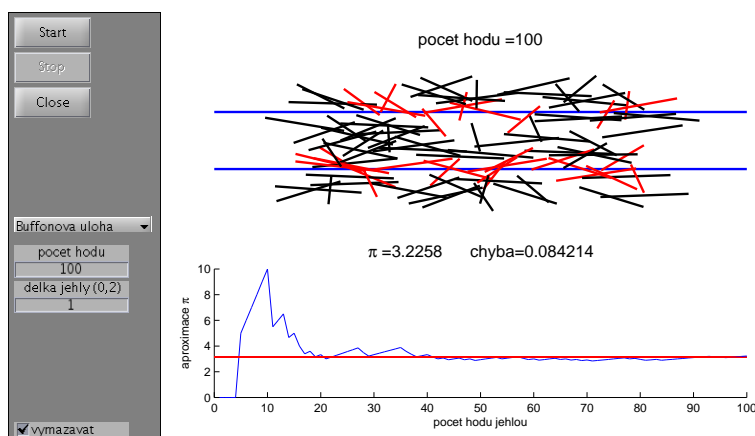 Start
Stop
Close
Buffonova uloha
pocet hodu
100
delka jehly (0,2)
1
vymazavat
pocet hodu =100
π =3.2258 chyba=0.084214
aproximace π
10
8
6
4
2
0
0 10 20 30 40 50 60 70 80 90 100
pocet hodu jehlou